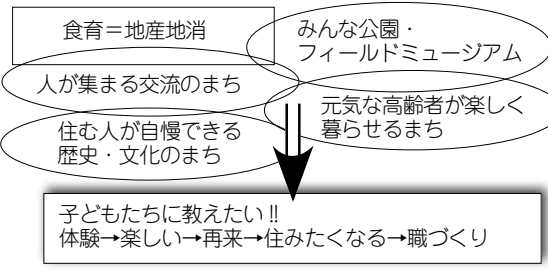 食育＝地産地消
みんな公園・
フィールドミュージアム
人が集まる交流のまち
元気な高齢者が楽しく
暮らせるまち
住む人が自慢できる
歴史・文化のまち
子どもたちに教えたい!!
体験→楽しい→再来→住みたくなる→職づくり